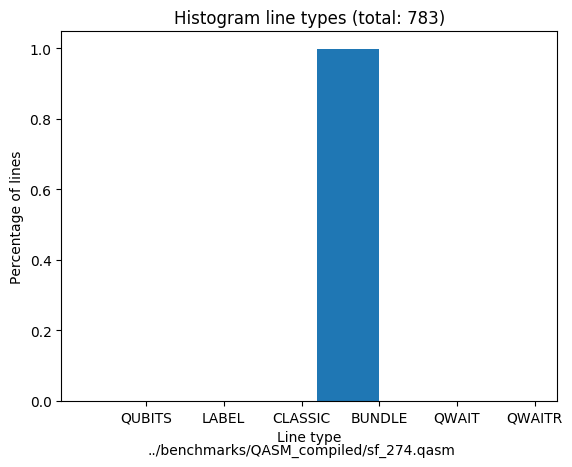 Histogram line types (total: 783)
Percentage of lines
1.0
0.8
0.6
0.4
0.2
0.0
QUBITS LABEL CLASSIC BUNDLE QWAIT QWAITR
Line type
../benchmarks/QASM_compiled/sf_274.qasm